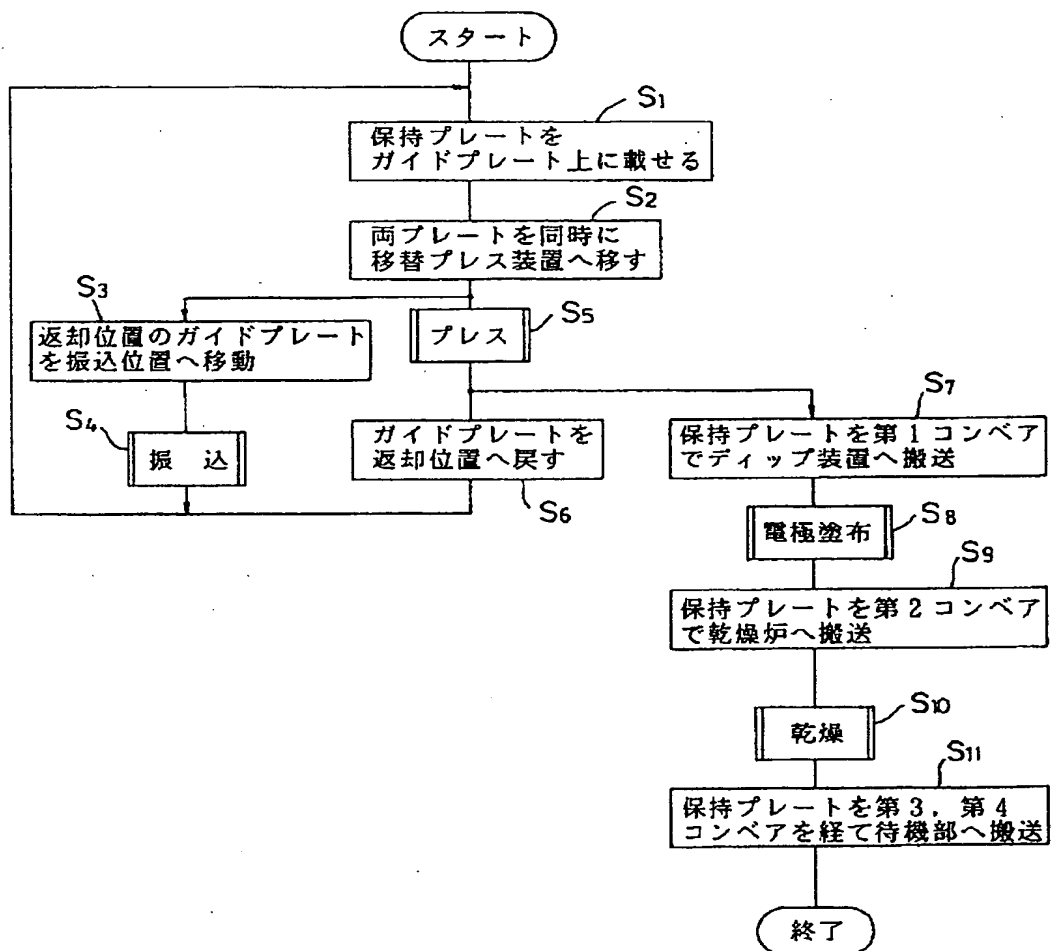 スタート
S1
保持プレートを
ガイドプレート上に載せる
S2
両プレートを同時に
移替プレス装置へ移す
S3
返却位置のガイドプレート
を振込位置へ移動
S4
振込
S5
プレス
S6
ガイドプレートを
返却位置へ戻す
S7
保持プレートを第1コンベア
でディップ装置へ搬送
S8
電極塗布
S9
保持プレートを第2コンベア
で乾燥炉へ搬送
S10
乾燥
S11
保持プレートを第3,第4
コンベアを経て待機部へ搬送
終了